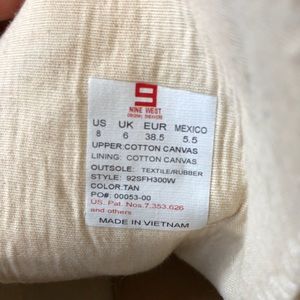 9
NINE WEST
ORIGINAL SNEAKERS
US UK EUR MEXICO
8 6 38.5 5.5
UPPER:COTTON CANVAS
LINING: COTTON CANVAS
OUTSOLE: TEXTILE/RUBBER
STYLE: 92SFH300W
COLOR:TAN
PO#: 00053-00
US. Pat. Nos.7,353,626
and others
MADE IN VIETNAM